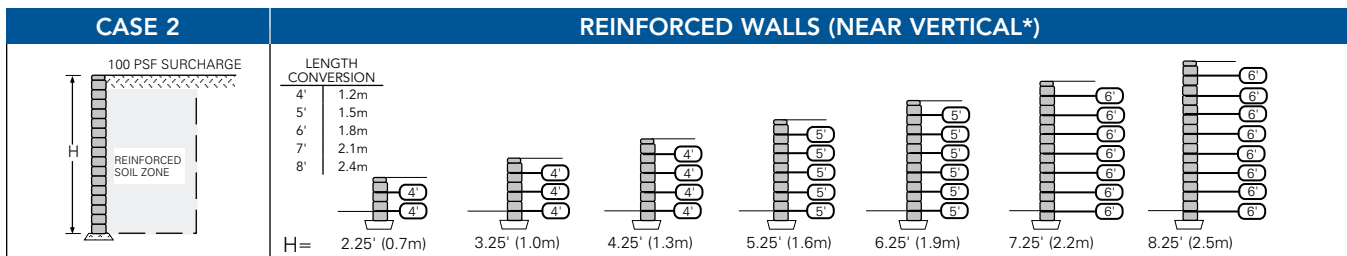 CASE 2
REINFORCED WALLS (NEAR VERTICAL*)
100 PSF SURCHARGE
H
REINFORCED
SOIL ZONE
LENGTH
CONVERSION
4' 1.2m
5' 1.5m
6' 1.8m
7' 2.1m
8' 2.4m
6'
6' 6'
5' 6' 6'
5' 5' 6' 6'
4' 5' 5' 6' 6'
4' 4' 5' 5' 6' 6'
4' 4' 4' 5' 5' 6' 6'
4' 4' 4' 5' 5' 6' 6'
H= 2.25' (0.7m) 3.25' (1.0m) 4.25' (1.3m) 5.25' (1.6m) 6.25' (1.9m) 7.25' (2.2m) 8.25' (2.5m)